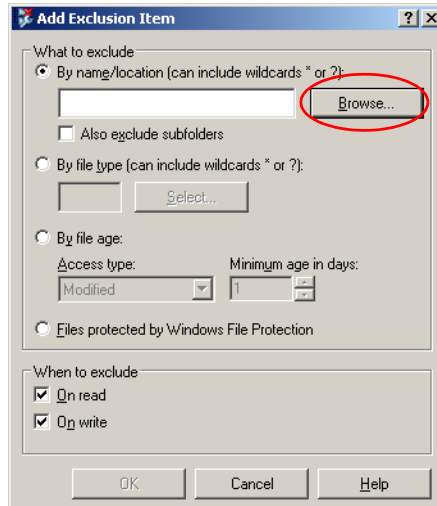 Add Exclusion Item
What to exclude
By name/location (can include wildcards * or ?):
Browse...
Also exclude subfolders
By file type (can include wildcards * or ?):
Select...
By file age:
Access type: Minimum age in days:
Modified 1
Files protected by Windows File Protection
When to exclude
On read
On write
OK Cancel Help